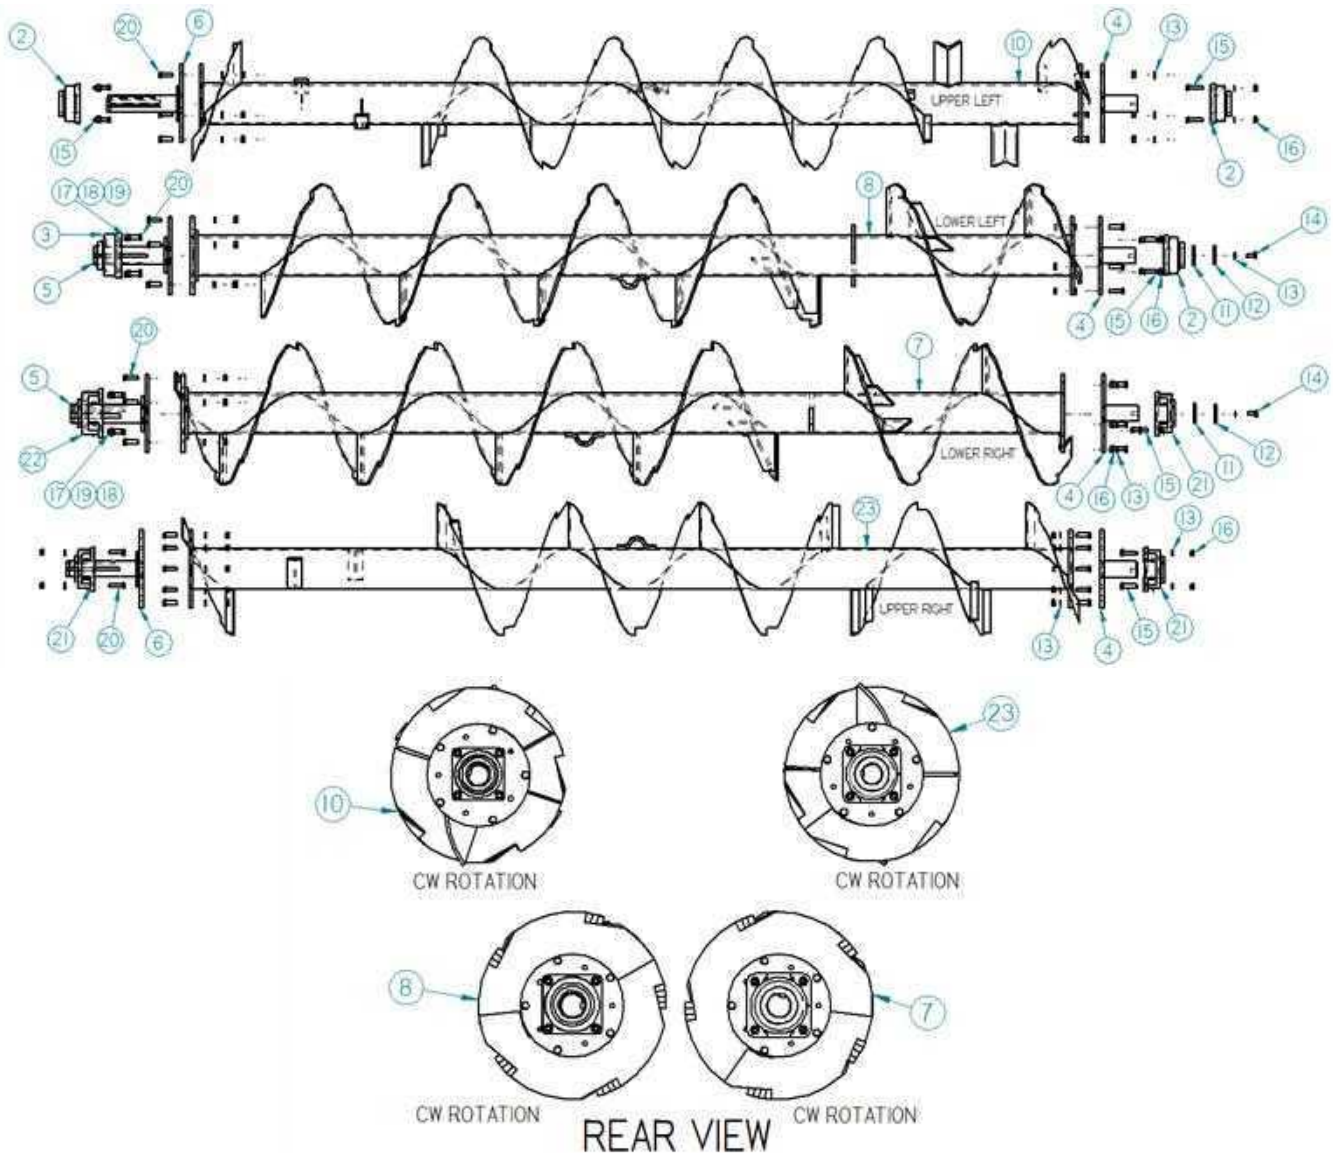 2 20 6 10 4 13 15
UPPER LEFT
15 2 16
17 18 19 20 8 14
LOWER LEFT
3
5 4 15 16 2 11 12 13
20 7 14
5
LOWER RIGHT
22
17 19 18 4 16 13 15 21 11 12
23 13 16
UPPER RIGHT
21 20 6 13 4 15 21
10 23
CW ROTATION CW ROTATION
8 7
CW ROTATION CW ROTATION
REAR VIEW